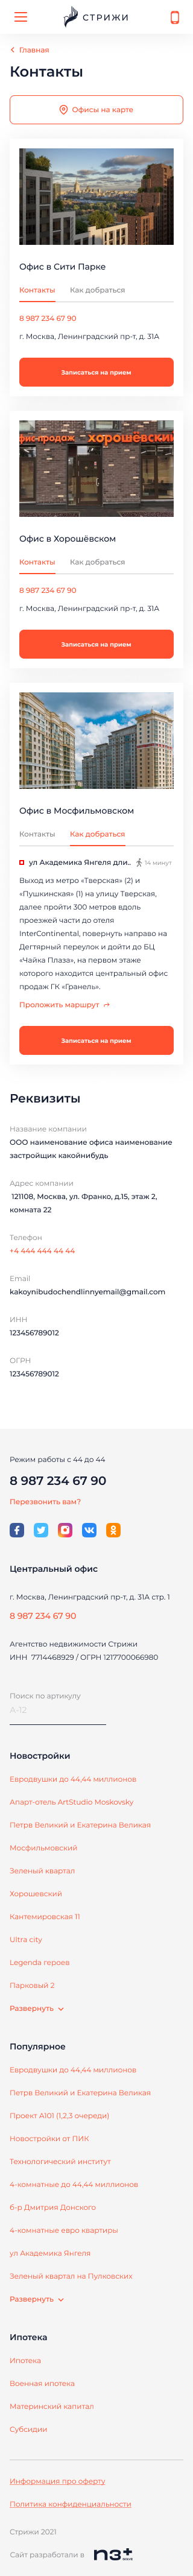 СТРИЖИ
Главная
Контакты
Офисы на карте
Офис в Сити Парке
Контакты
Как добраться
8 987 234 67 90
г. Москва, Ленинградский пр-т, д. 31А
Записаться на прием
офис-продаж
хорошёвский
Офис в Хорошёвском
Контакты
Как добраться
8 987 234 67 90
г. Москва, Ленинградский пр-т, д. 31А
Записаться на прием
Офис в Мосфильмовском
Контакты
Как добраться
ул Академика Янгеля дли..
14 минут
Выход из метро «Тверская» (2) и
«Пушкинская» (1) на улицу Тверская,
далее пройти 300 метров вдоль
проезжей части до отеля
InterContinental, повернуть направо на
Дегтярный переулок и дойти до БЦ
«Чайка Плаза», на первом этаже
которого находится центральный офис
продаж ГК «Гранель».
Проложить маршрут
Записаться на прием
Реквизиты
Название компании
ООО наименование офиса наименование
застройщик какойнибудь
Адрес компании
121108, Москва, ул. Франко, д.15, этаж 2,
комната 22
Телефон
+4 444 444 44 44
Email
kakoynibudochendlinnyemail@gmail.com
ИНН
123456789012
ОГРН
123456789012
Режим работы с 44 до 44
8 987 234 67 90
Перезвонить вам?
Центральный офис
г. Москва, Ленинградский пр-т, д. 31А стр. 1
8 987 234 67 90
Агентство недвижимости Стрижи
ИНН 7714468929 / ОГРН 1217700066980
Поиск по артикулу
А-12
Новостройки
Евродвушки до 44,44 миллионов
Апарт-отель ArtStudio Moskovsky
Петрв Великий и Екатерина Великая
Мосфильмовский
Зеленый квартал
Хорошевский
Кантемировская 11
Ultra city
Legenda героев
Парковый 2
Развернуть
Популярное
Евродвушки до 44,44 миллионов
Петрв Великий и Екатерина Великая
Проект А101 (1,2,3 очереди)
Новостройки от ПИК
Технологический институт
4-комнатные до 44,44 миллионов
б-р Дмитрия Донского
4-комнатные евро квартиры
ул Академика Янгеля
Зеленый квартал на Пулковских
Развернуть
Ипотека
Ипотека
Военная ипотека
Материнский капитал
Субсидии
Информация про оферту
Политика конфиденциальности
Стрижи 2021
Сайт разработали в